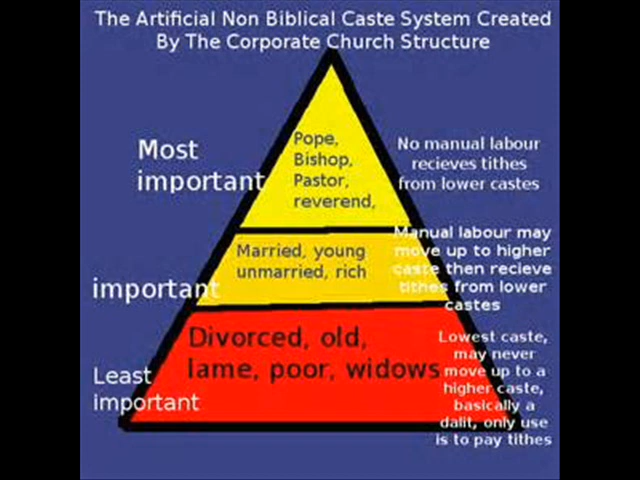 The Artificial Non Biblical Caste System Created
By The Corporate Church Structure
Most
important
Pope,
Bishop,
Pastor,
reverend,
No manual labour
recieves tithes
from lower castes
important
Married, young
unmarried, rich
Manual labour may
move up to higher
caste then recieve
tithes from lower
castes
Least
important
Divorced, old,
lame, poor, widows
Lowest caste,
may never
move up to a
higher caste,
basically a
dalit, only use
is to pay tithes